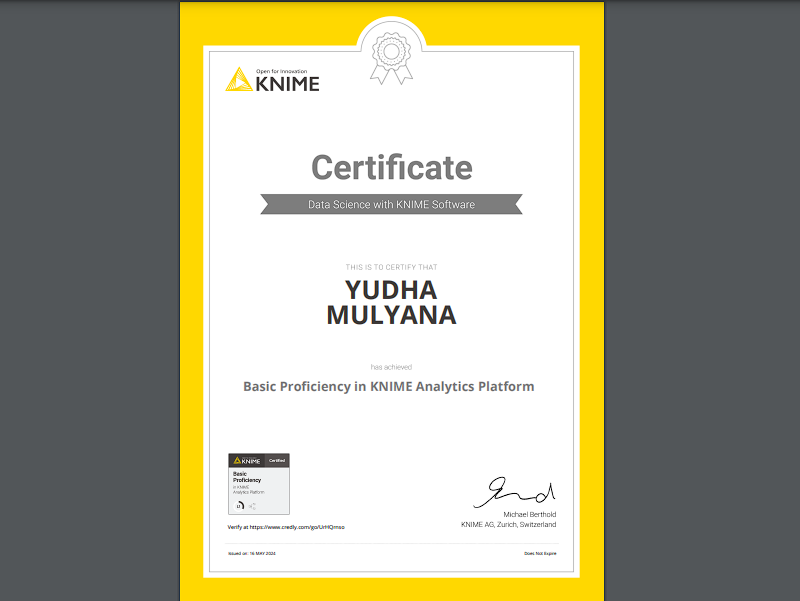 Open for Innovation
KNIME
Certificate
Data Science with KNIME Software
THIS IS TO CERTIFY THAT
YUDHA
MULYANA
has achieved
Basic Proficiency in KNIME Analytics Platform
KNIME
Certified
Basic
Proficiency
in KNIME
Analytics Platform
L1
Verify at https://www.credly.com/go/UrHQmso
Michael Berthold
KNIME AG, Zurich, Switzerland
Issued on: 16 MAY 2024
Does Not Expire